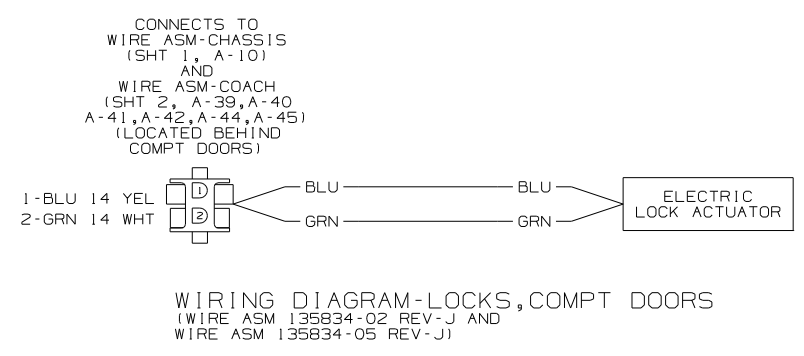 CONNECTS TO
WIRE ASM-CHASSIS
(SHT 1, A-10)
AND
WIRE ASM-COACH
(SHT 2, A-39,A-40
A-41,A-42,A-44,A-45)
(LOCATED BEHIND
COMPT DOORS)
1-BLU 14 YEL
2-GRN 14 WHT
1
2
BLU
BLU
GRN
GRN
ELECTRIC
LOCK ACTUATOR
WIRING DIAGRAM-LOCKS,COMPT DOORS
(WIRE ASM 135834-02 REV-J AND
WIRE ASM 135834-05 REV-J)